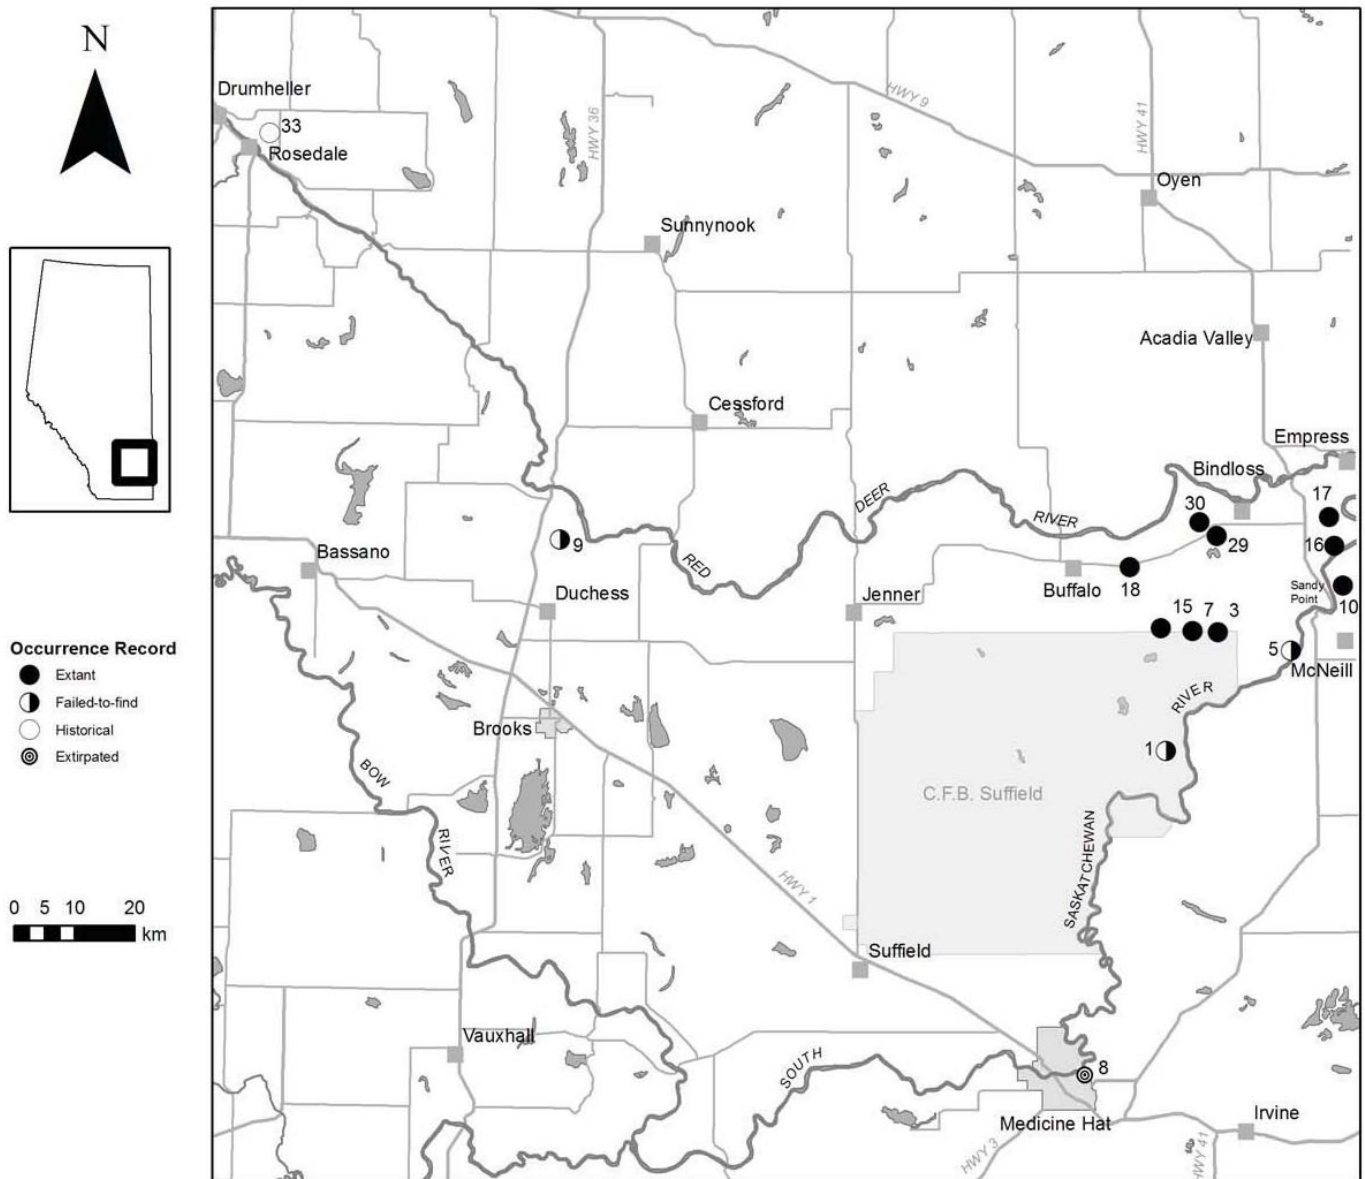 N
Drumheller
33
Rosedale
HWY 36
HWY 9
HWY 41
Oyen
Sunnynook
Acadia Valley
Cessford
Empress
Bindloss
17
30
DEER
RIVER
29
16
9
Bassano
RED
Buffalo
18
Sandy
Point
10
Duchess
Jenner
15
7
3
5
McNeill
Occurrence Record
Extant
Failed-to-find
Historical
Extirpated
RIVER
Brooks
1
BOW
C.F.B. Suffield
RIVER
SASKATCHEWAN
HWY 1
0 5 10 20
km
Suffield
Vauxhall
SOUTH
8
Medicine Hat
Irvine
HWY 3
HWY 41